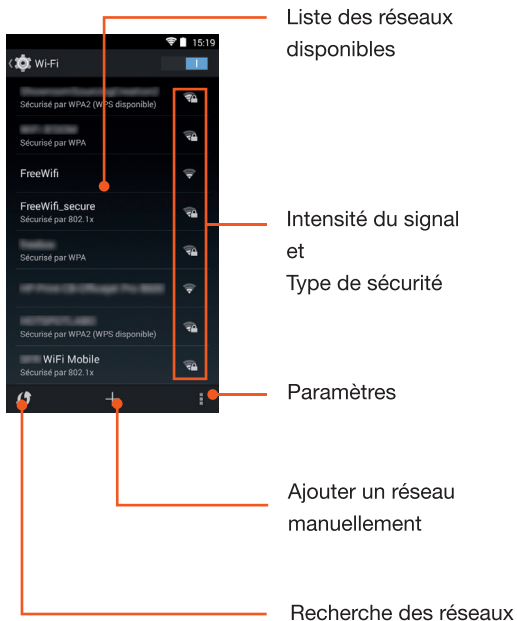 Liste des réseaux
disponibles
15:19
Wi-Fi
I
Sécurisé par WPA2 (WPS disponible)
Sécurisé par WPA
FreeWifi
FreeWifi_secure
Sécurisé par 802.1x
Sécurisé par WPA
Sécurisé par WPA2 (WPS disponible)
WiFi Mobile
Sécurisé par 802.1x
Intensité du signal
et
Type de sécurité
Paramètres
Ajouter un réseau
manuellement
Recherche des réseaux